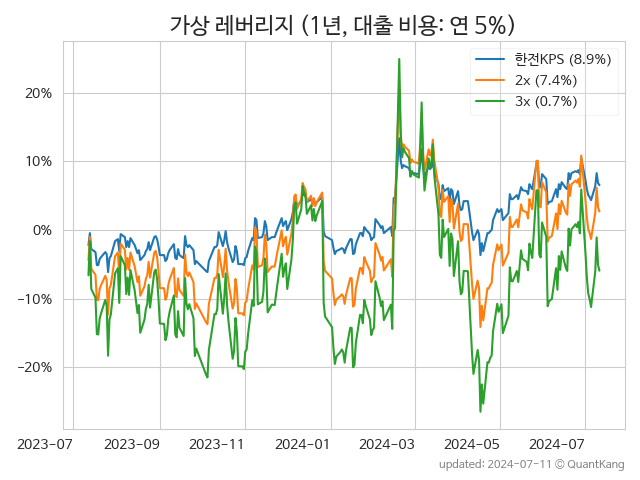 가상 레버리지 (1년, 대출 비용: 연 5%)
한전KPS (8.9%)
2x (7.4%)
3x (0.7%)
20%
10%
0%
−10%
−20%
2023-07 2023-09 2023-11 2024-01 2024-03 2024-05 2024-07
updated: 2024-07-11 © QuantKang